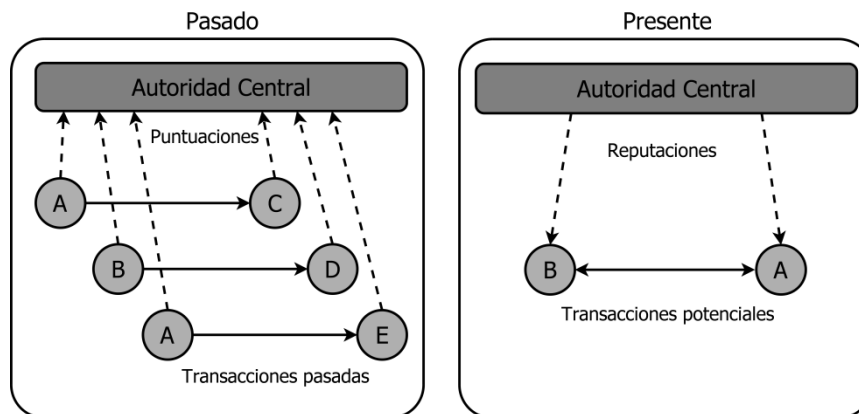 Pasado
Autoridad Central
Puntuaciones
A
C
B
D
A
E
Transacciones pasadas
Presente
Autoridad Central
Reputaciones
B
A
Transacciones potenciales